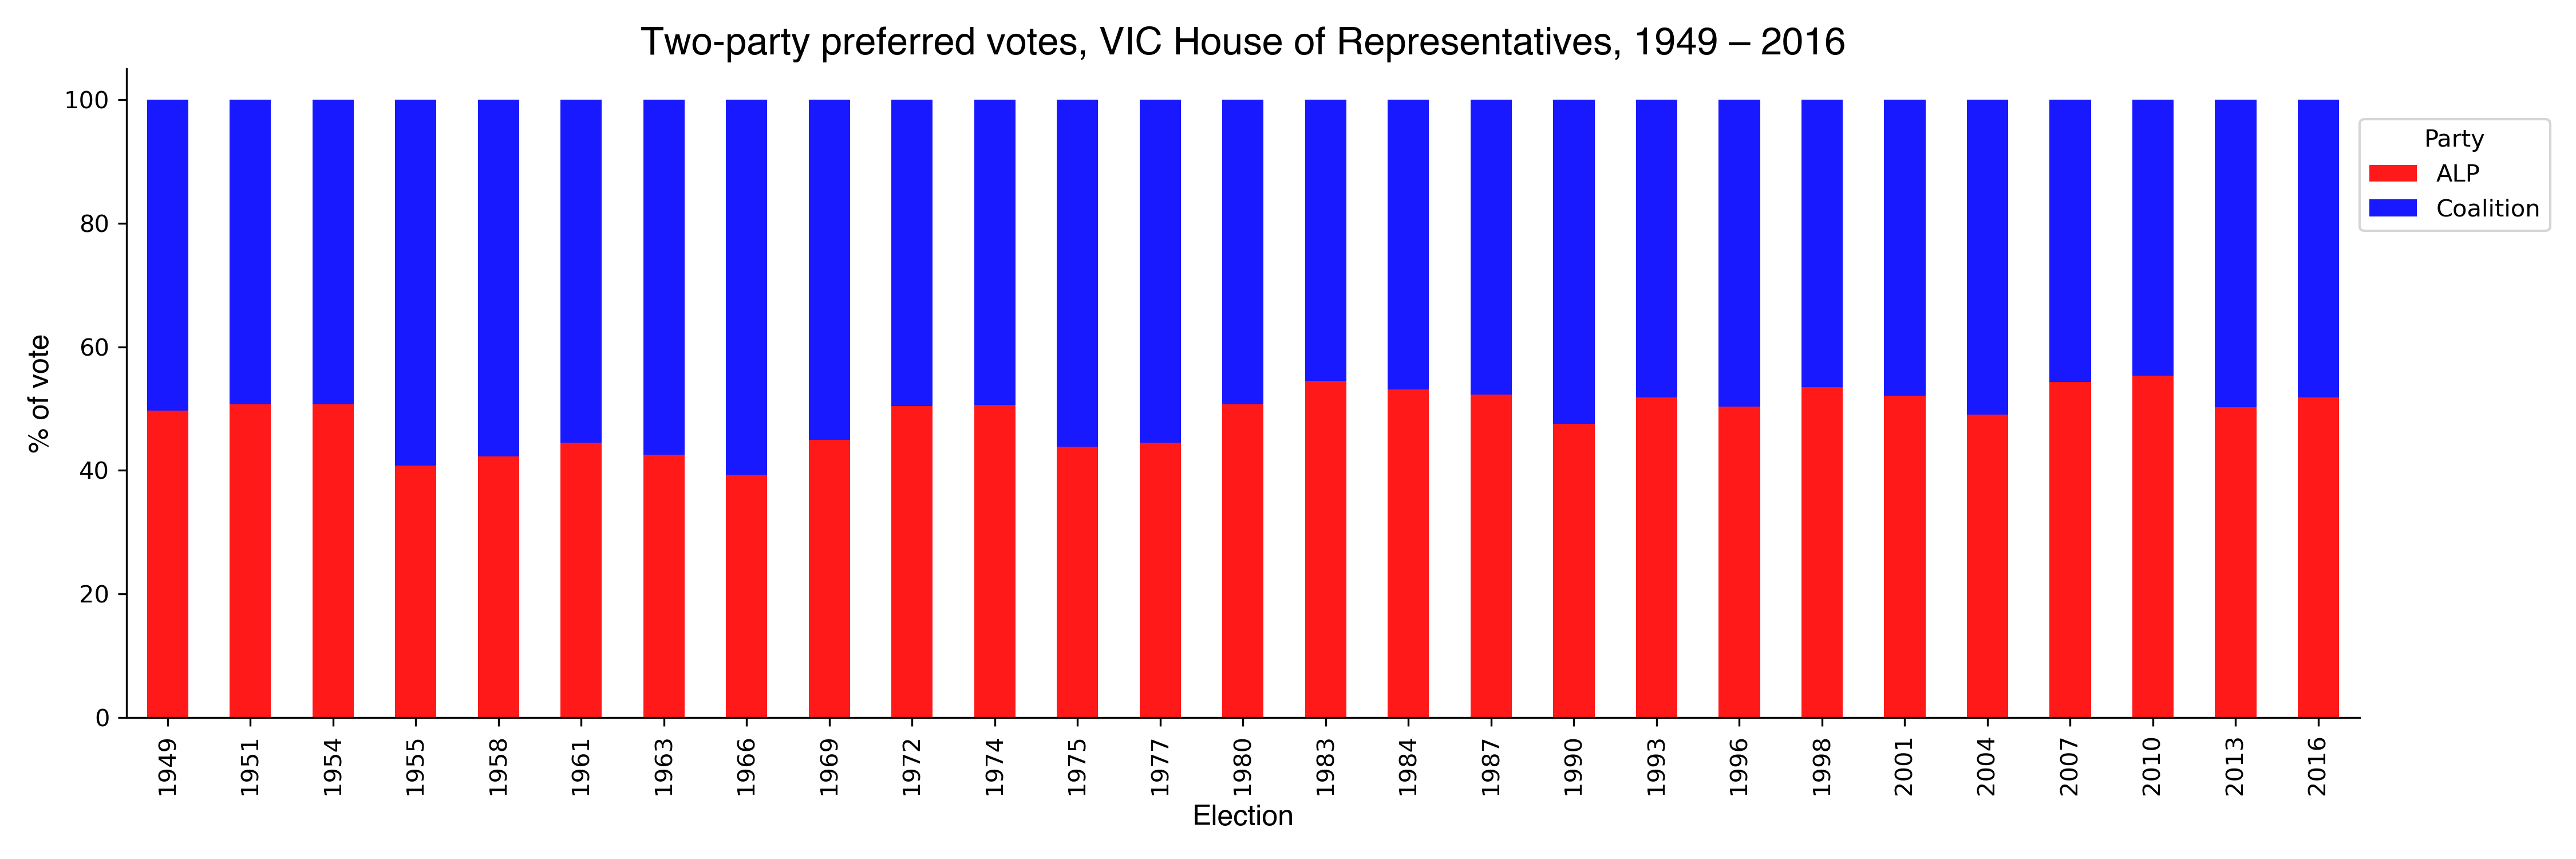 Two-party preferred votes, VIC House of Representatives, 1949 – 2016
100
80
60
40
20
0
% of vote
Party
ALP
Coalition
1949 1951 1954 1955 1958 1961 1963 1966 1969 1972 1974 1975 1977 1980 1983 1984 1987 1990 1993 1996 1998 2001 2004 2007 2010 2013 2016
Election